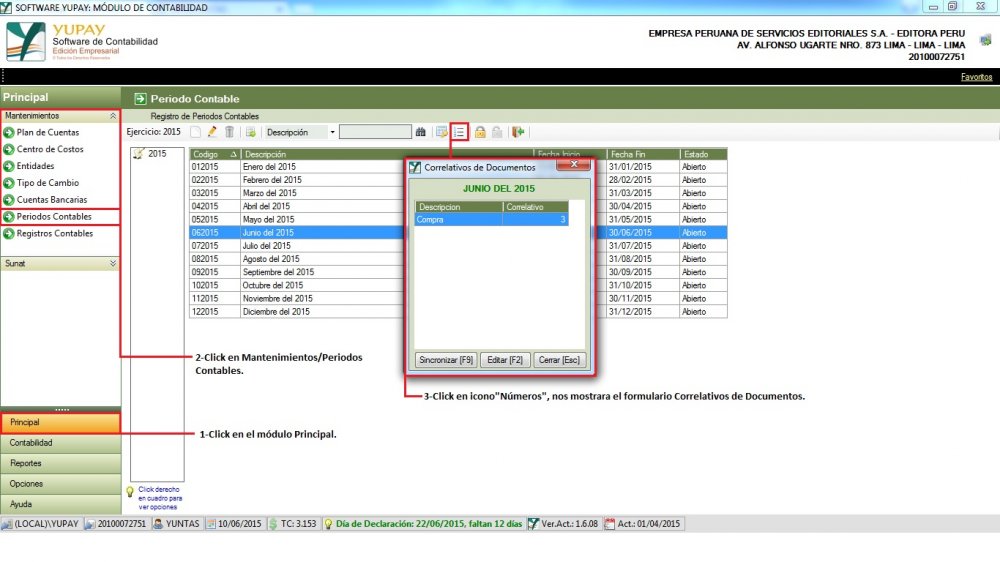 SOFTWARE YUPAY: MÓDULO DE CONTABILIDAD
YUPAY
Software de Contabilidad
Edición Empresarial
EMPRESA PERUANA DE SERVICIOS EDITORIALES S.A. - EDITORA PERU
AV. ALFONSO UGARTE NRO. 873 LIMA - LIMA - LIMA
20100072751
Favoritos
Principal
Mantenimientos
Plan de Cuentas
Centro de Costos
Entidades
Tipo de Cambio
Cuentas Bancarias
Periodos Contables
Registros Contables
Sunat
Principal
Contabilidad
Reportes
Opciones
Ayuda
Periodo Contable
Registro de Periodos Contables
Ejercicio: 2015 Descripción
2015
Codigo Descripción Fecha Inicio Fecha Fin Estado
012015 Enero del 2015 31/01/2015 Abierto
022015 Febrero del 2015 28/02/2015 Abierto
032015 Marzo del 2015 31/03/2015 Abierto
042015 Abril del 2015 30/04/2015 Abierto
052015 Mayo del 2015 31/05/2015 Abierto
062015 Junio del 2015 30/06/2015 Abierto
072015 Julio del 2015 31/07/2015 Abierto
082015 Agosto del 2015 31/08/2015 Abierto
092015 Septiembre del 2015 30/09/2015 Abierto
102015 Octubre del 2015 31/10/2015 Abierto
112015 Noviembre del 2015 30/11/2015 Abierto
122015 Diciembre del 2015 31/12/2015 Abierto
Correlativos de Documentos
JUNIO DEL 2015
Descripcion Correlativo
Compra 3
Sincronizar [F9] Editar [F2] Cerrar [Esc]
2-Click en Mantenimientos/Periodos
Contables.
3-Click en icono"Números", nos mostrara el formulario Correlativos de Documentos.
1-Click en el módulo Principal.
Click derecho
en cuadro para
ver opciones
(LOCAL)\YUPAY 20100072751 YUNTAS 10/06/2015 TC: 3.153 Día de Declaración: 22/06/2015, faltan 12 días Ver.Act.: 1.6.08 Act.: 01/04/2015